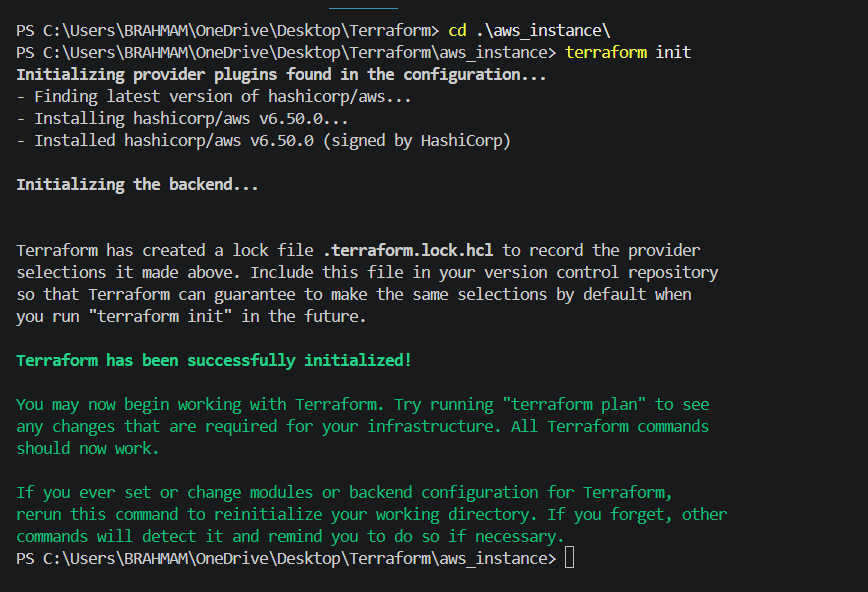 PS C:\Users\BRAHMAM\OneDrive\Desktop\Terraform> cd .\aws_instance\
PS C:\Users\BRAHMAM\OneDrive\Desktop\Terraform\aws_instance> terraform init
Initializing provider plugins found in the configuration...
- Finding latest version of hashicorp/aws...
- Installing hashicorp/aws v6.50.0...
- Installed hashicorp/aws v6.50.0 (signed by HashiCorp)
Initializing the backend...
Terraform has created a lock file .terraform.lock.hcl to record the provider
selections it made above. Include this file in your version control repository
so that Terraform can guarantee to make the same selections by default when
you run "terraform init" in the future.
Terraform has been successfully initialized!
You may now begin working with Terraform. Try running "terraform plan" to see
any changes that are required for your infrastructure. All Terraform commands
should now work.
If you ever set or change modules or backend configuration for Terraform,
rerun this command to reinitialize your working directory. If you forget, other
commands will detect it and remind you to do so if necessary.
PS C:\Users\BRAHMAM\OneDrive\Desktop\Terraform\aws_instance>